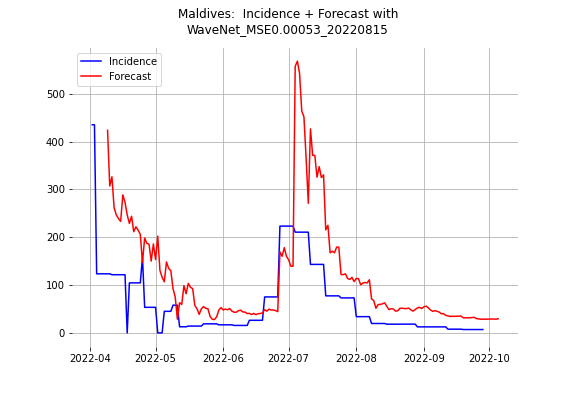 Maldives:  Incidence + Forecast with
WaveNet_MSE0.00053_20220815
Incidence
Forecast
500
400
300
200
100
0
2022-04 2022-05 2022-06 2022-07 2022-08 2022-09 2022-10